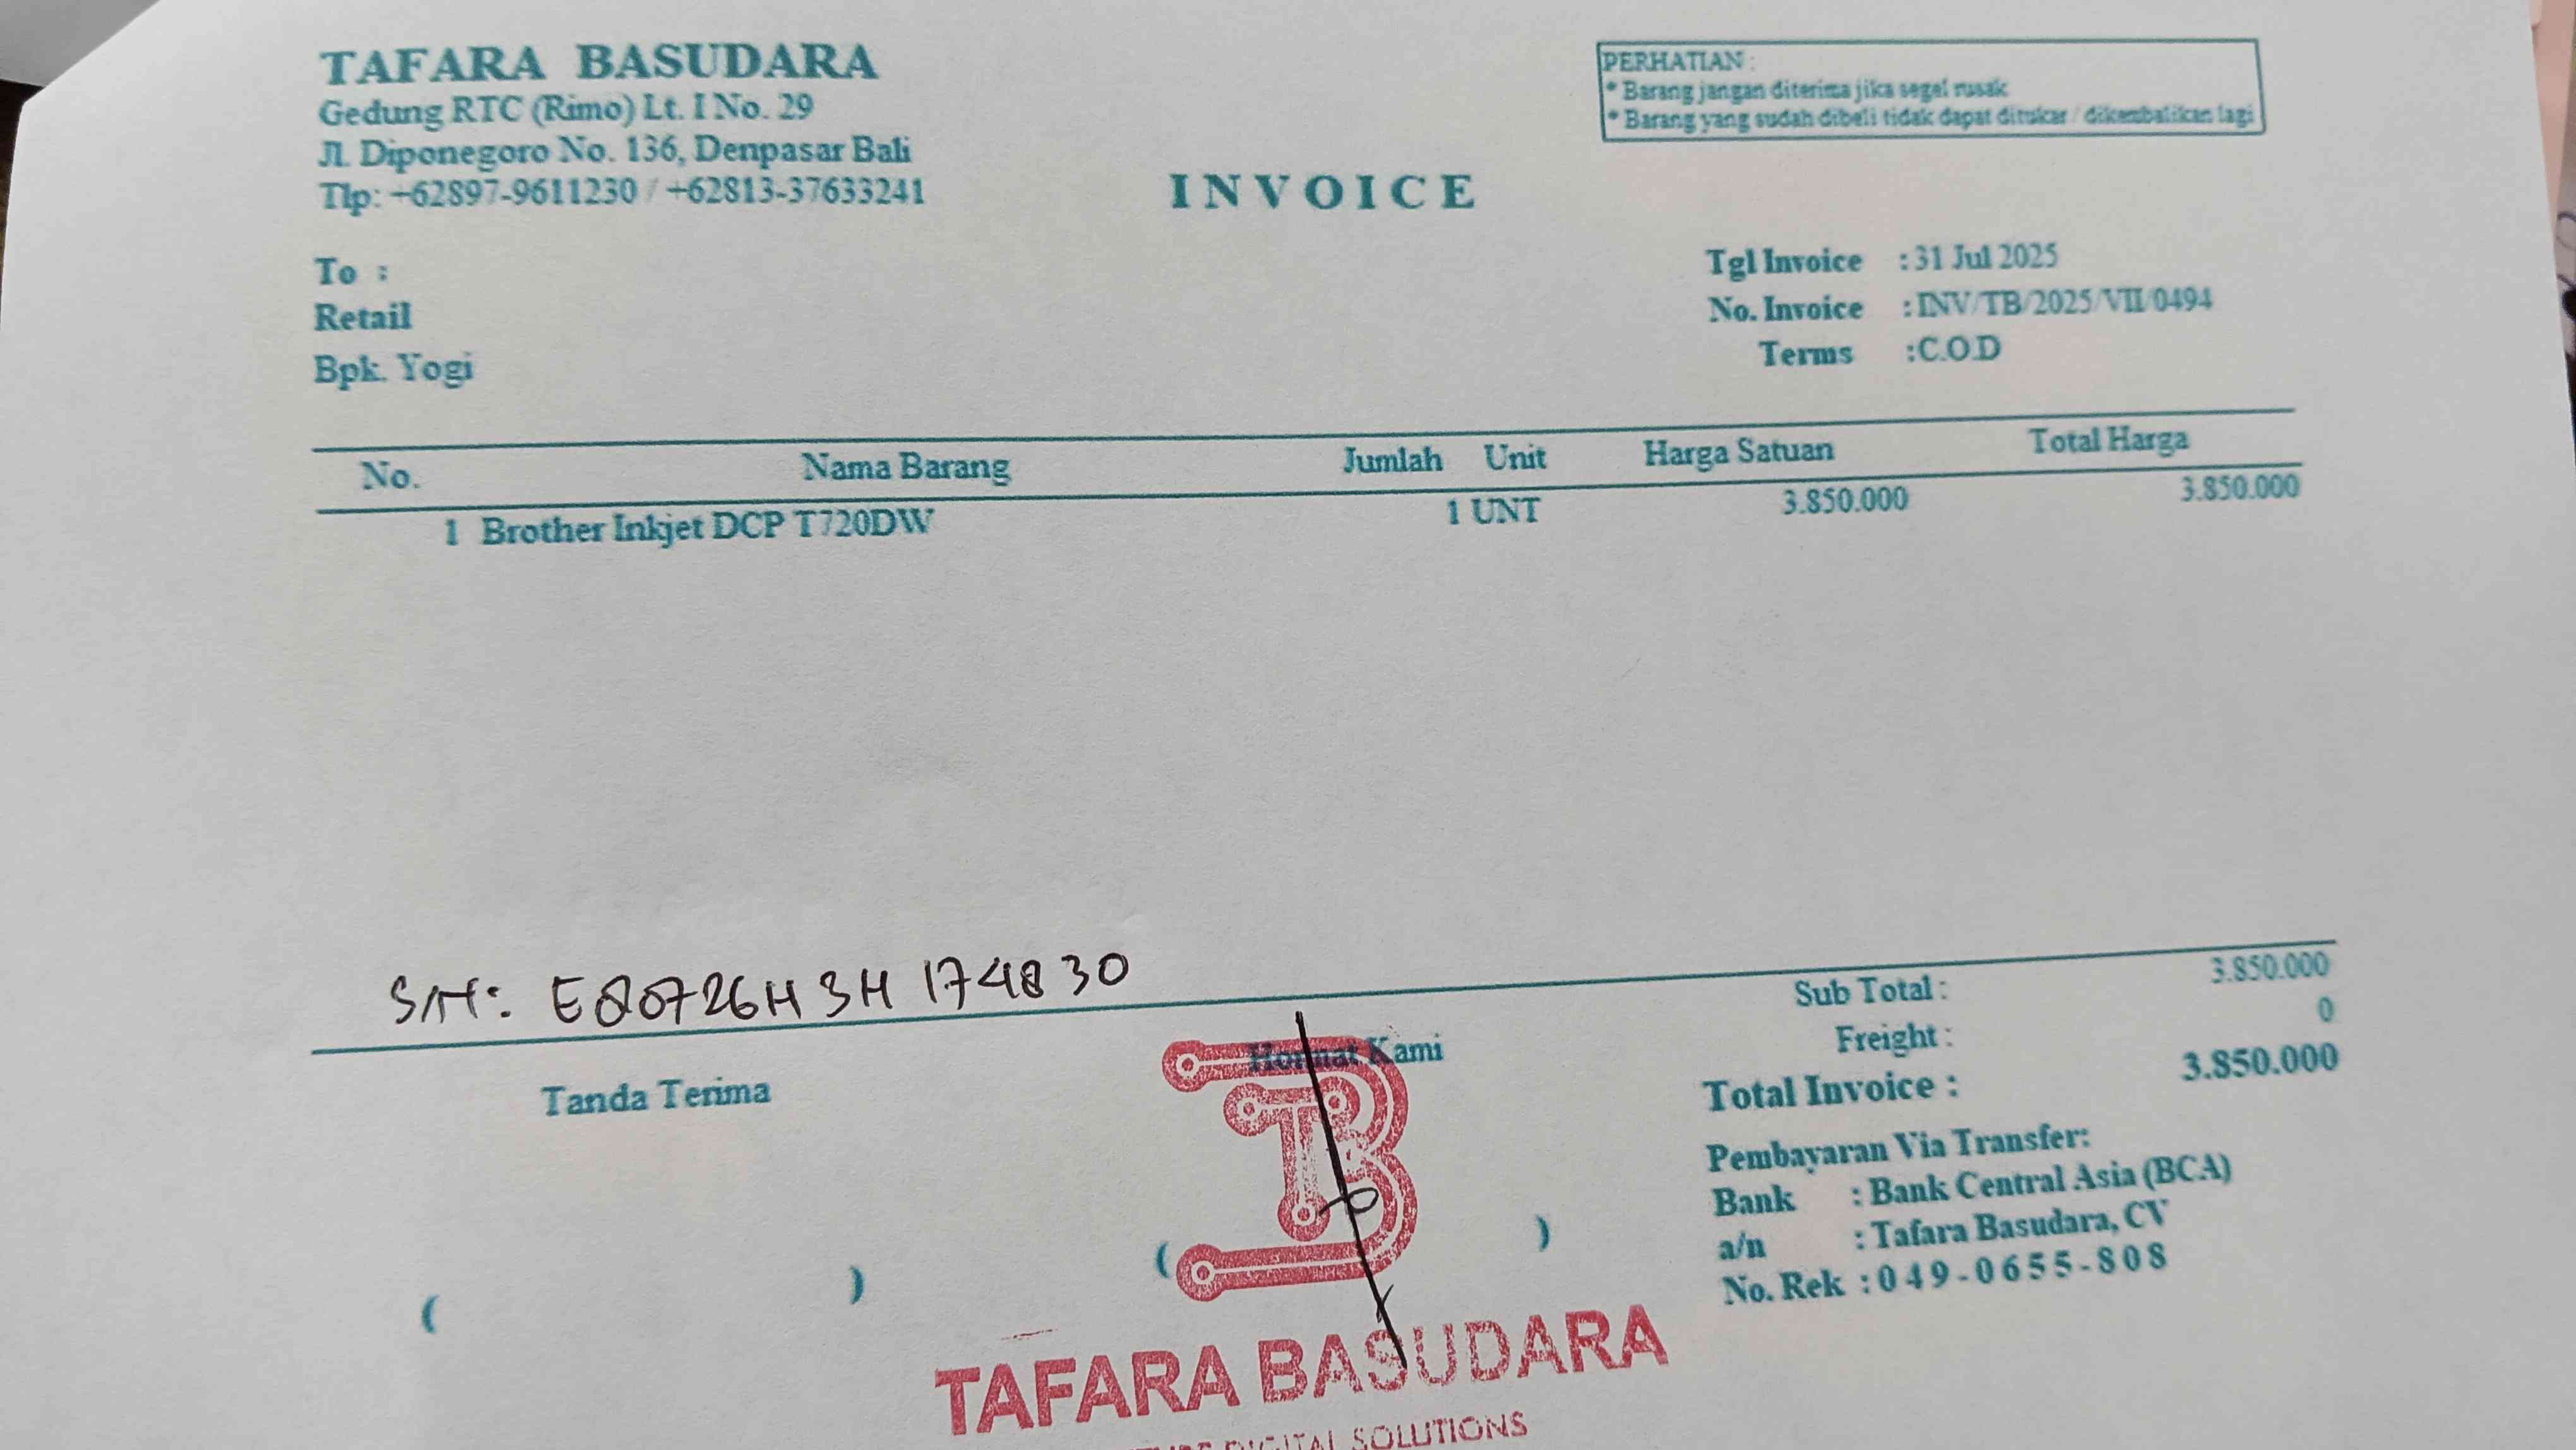 TAFARA BASUDARA
Gedung RTC (Rimo) Lt. I No. 29
Jl. Diponegoro No. 136, Denpasar Bali
Tlp: +62897-9611230 / +62813-37633241
PERHATIAN :
* Barang jangan diterima jika segel rusak
* Barang yang sudah dibeli tidak dapat ditukar / dikembalikan lagi
INVOICE
To :
Retail
Bpk. Yogi
Tgl Invoice : 31 Jul 2025
No. Invoice : INV/TB/2025/VII/0494
Terms : C.O.D
No. Nama Barang Jumlah Unit Harga Satuan Total Harga
1 Brother Inkjet DCP T720DW 1 UNT 3.850.000 3.850.000
S/N: E80726H3H174830
Sub Total : 3.850.000
Freight : 0
Total Invoice : 3.850.000
Tanda Terima
Hormat Kami
( )
( )
Pembayaran Via Transfer:
Bank : Bank Central Asia (BCA)
a/n : Tafara Basudara, CV
No. Rek : 049-0655-808
TB
TAFARA BASUDARA
DIGITAL SOLUTIONS